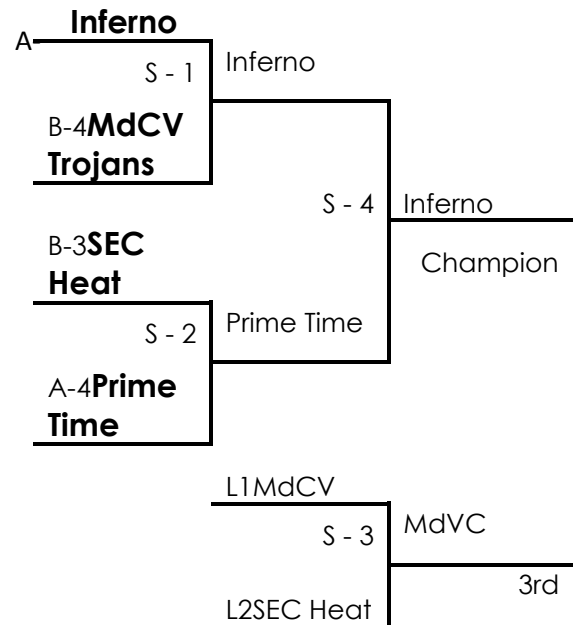 Inferno
A-
S - 1
Inferno
B-4MdCV
Trojans
S - 4
Inferno
B-3SEC
Heat
Champion
S - 2
Prime Time
A-4Prime
Time
L1MdCV
S - 3
MdVC
3rd
L2SEC Heat